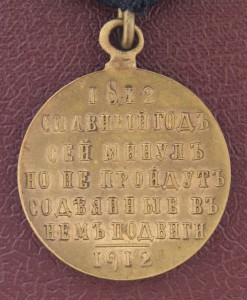 1812
СЛАВНЫЙ ГОДЪ
СЕЙ МИНУЛЪ
НО НЕ ПРОЙДУТЪ
СОДѢЯННЫЕ ВЪ
НЕМЪ ПОДВИГИ
1912